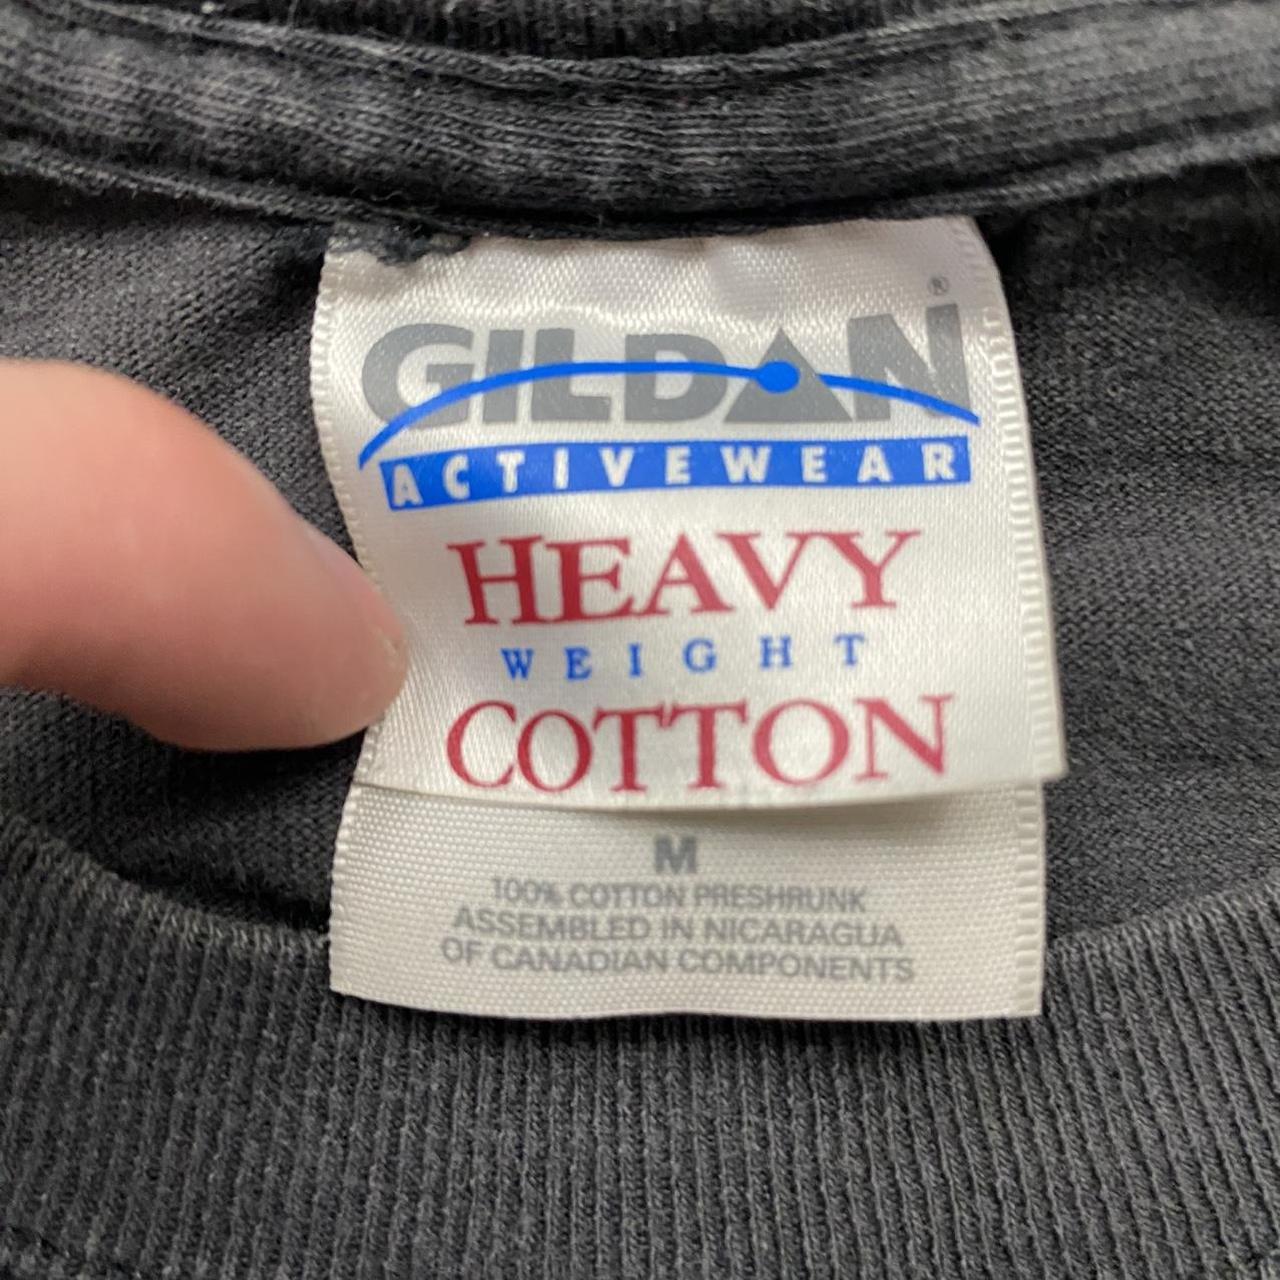 GILDAN®
ACTIVEWEAR
HEAVY
WEIGHT
COTTON
M
100% COTTON PRESHRUNK
ASSEMBLED IN NICARAGUA
OF CANADIAN COMPONENTS